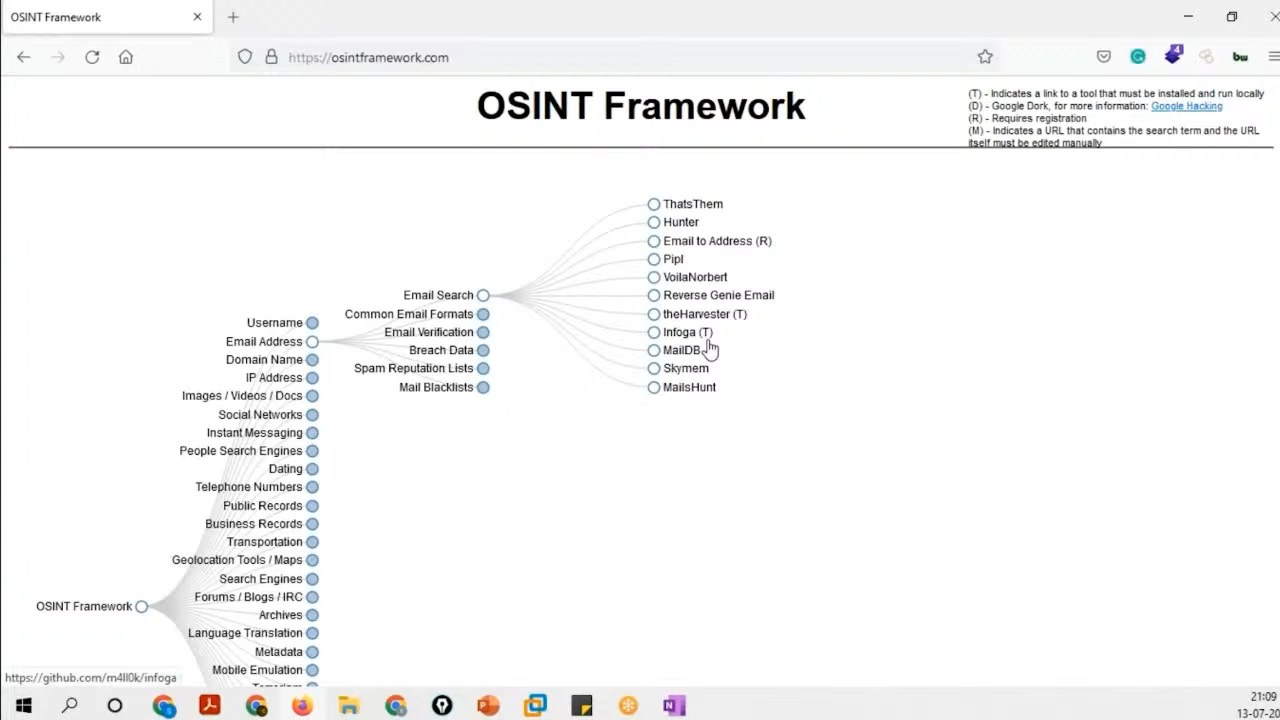 OSINT Framework
https://osintframework.com
4
bw
OSINT Framework
(T) - Indicates a link to a tool that must be installed and run locally
(D) - Google Dork, for more information: Google Hacking
(R) - Requires registration
(M) - Indicates a URL that contains the search term and the URL
itself must be edited manually
ThatsThem
Hunter
Email to Address (R)
Pipl
VoilaNorbert
Reverse Genie Email
theHarvester (T)
Infoga (T)
MailDB
Skymem
MailsHunt
Email Search
Common Email Formats
Email Verification
Breach Data
Spam Reputation Lists
Mail Blacklists
Username
Email Address
Domain Name
IP Address
Images / Videos / Docs
Social Networks
Instant Messaging
People Search Engines
Dating
Telephone Numbers
Public Records
Business Records
Transportation
Geolocation Tools / Maps
Search Engines
Forums / Blogs / IRC
Archives
Language Translation
Metadata
Mobile Emulation
OSINT Framework
https://github.com/m4ll0k/infoga
21:09
13-07-20